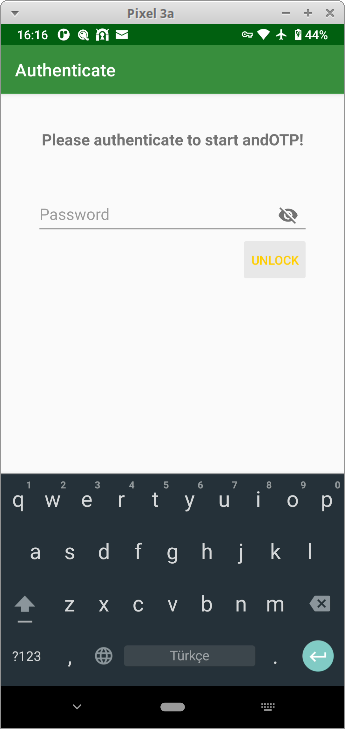 Pixel 3a
16:16 44%
Authenticate
Please authenticate to start andOTP!
Password
UNLOCK
1 2 3 4 5 6 7 8 9 0
q w e r t y u i o p
a s d f g h j k l
z x c v b n m
?123 , Türkçe .